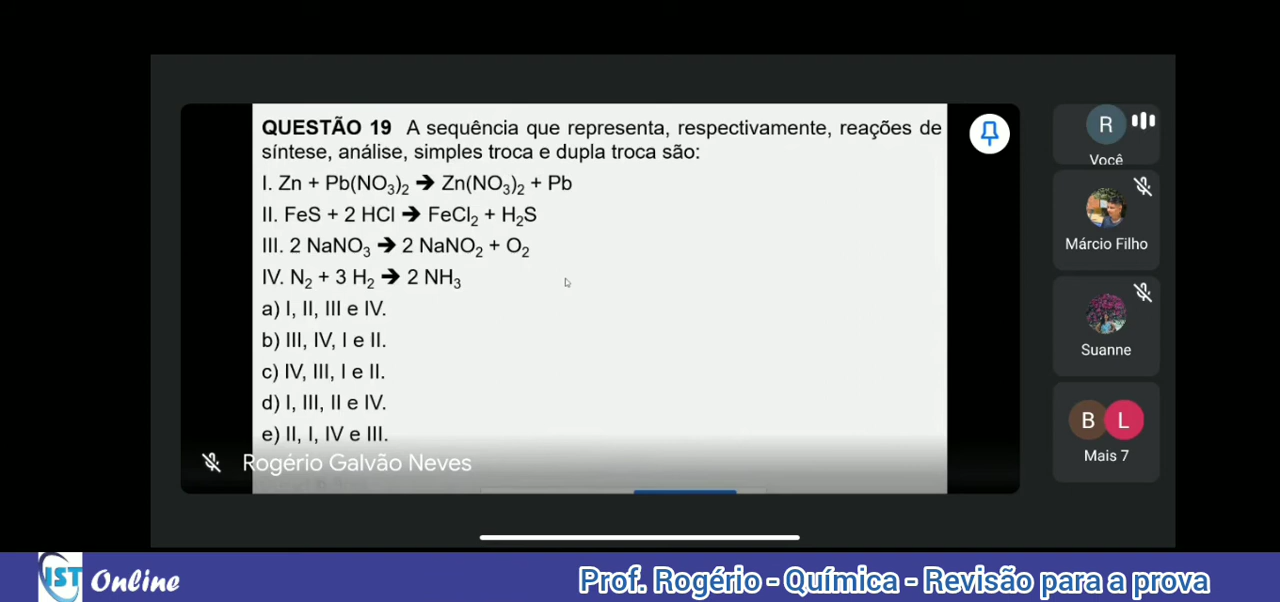 QUESTÃO 19 A sequência que representa, respectivamente, reações de
síntese, análise, simples troca e dupla troca são:
I. Zn + Pb(NO₃)₂ ➔ Zn(NO₃)₂ + Pb
II. FeS + 2 HCl ➔ FeCl₂ + H₂S
III. 2 NaNO₃ ➔ 2 NaNO₂ + O₂
IV. N₂ + 3 H₂ ➔ 2 NH₃
a) I, II, III e IV.
b) III, IV, I e II.
c) IV, III, I e II.
d) I, III, II e IV.
e) II, I, IV e III.
Rogério Galvão Neves
R
Você
Márcio Filho
Suanne
B L
Mais 7
IST Online
Prof. Rogério - Química - Revisão para a prova